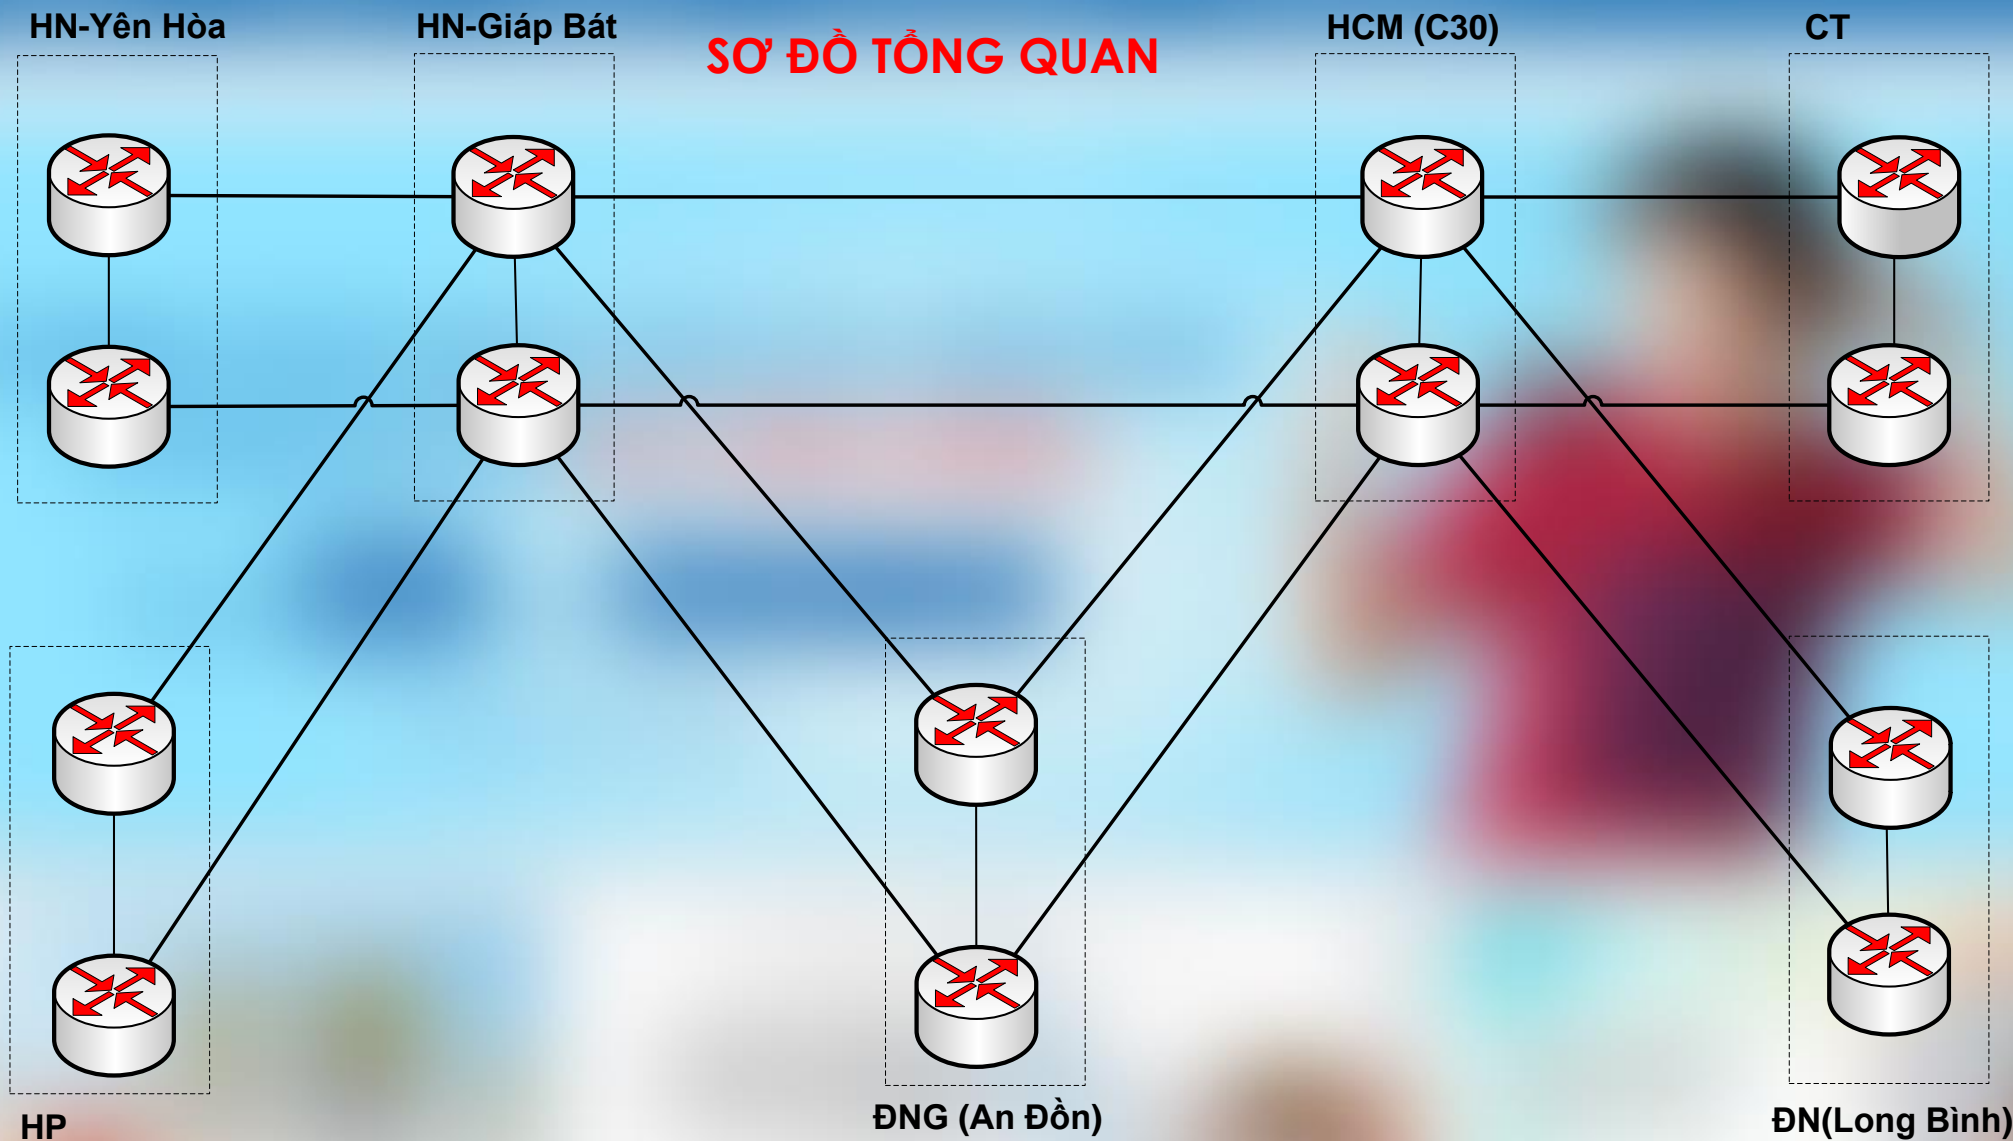 HN-Yên Hòa
HN-Giáp Bát
SƠ ĐỒ TỔNG QUAN
HCM (C30)
CT
HP
ĐNG (An Đồn)
ĐN(Long Bình)